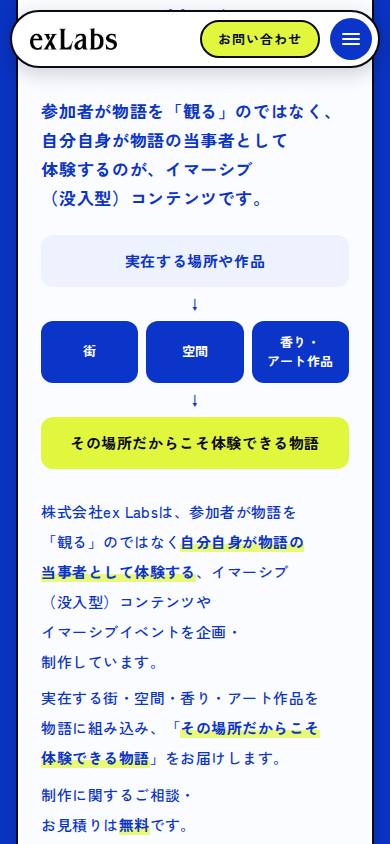 exLabs
お問い合わせ
参加者が物語を「観る」のではなく、
自分自身が物語の当事者として
体験するのが、イマーシブ
（没入型）コンテンツです。
実在する場所や作品
↓
街
空間
香り・
アート作品
↓
その場所だからこそ体験できる物語
株式会社ex Labsは、参加者が物語を
「観る」のではなく自分自身が物語の
当事者として体験する、イマーシブ
（没入型）コンテンツや
イマーシブイベントを企画・
制作しています。
実在する街・空間・香り・アート作品を
物語に組み込み、「その場所だからこそ
体験できる物語」をお届けします。
制作に関するご相談・
お見積りは無料です。